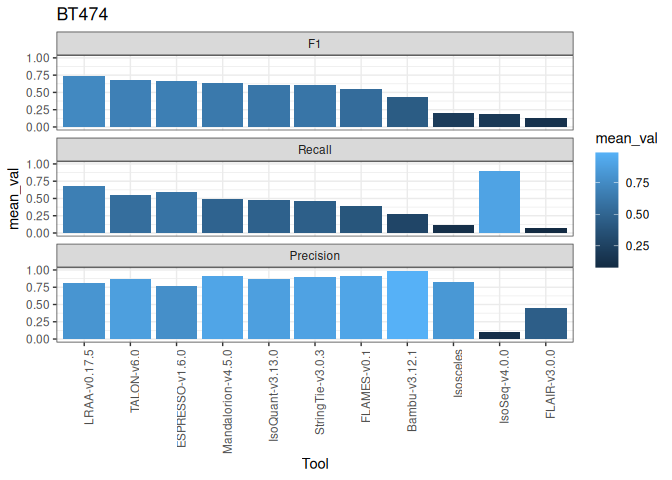 BT474
F1
1.00
0.75
0.50
0.25
0.00
Recall
1.00
0.75
0.50
0.25
0.00
Precision
1.00
0.75
0.50
0.25
0.00
mean_val
LRAA-v0.17.5
TALON-v6.0
ESPRESSO-v1.6.0
Mandalorion-v4.5.0
IsoQuant-v3.13.0
StringTie-v3.0.3
FLAMES-v0.1
Bambu-v3.12.1
Isosceles
IsoSeq-v4.0.0
FLAIR-v3.0.0
Tool
mean_val
0.75
0.50
0.25